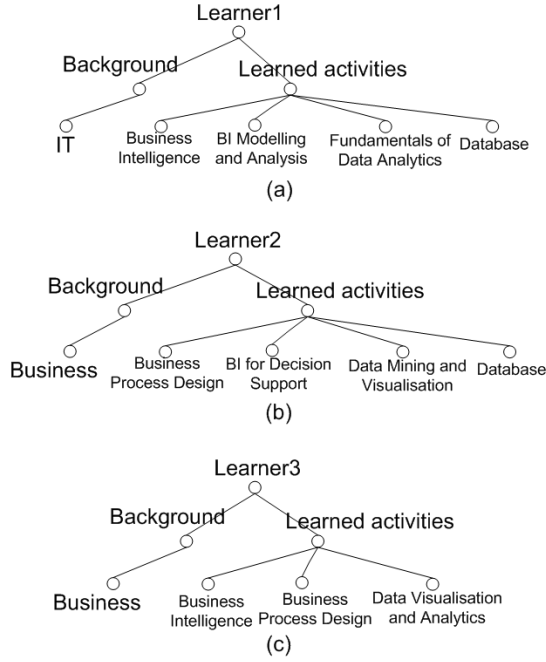 Learner1
Background
Learned activities
IT
Business
Intelligence
BI Modelling
and Analysis
Fundamentals of
Data Analytics
Database
(a)
Learner2
Background
Learned activities
Business
Business
Process Design
BI for Decision
Support
Data Mining and
Visualisation
Database
(b)
Learner3
Background
Learned activities
Business
Business
Intelligence
Business
Process Design
Data Visualisation
and Analytics
(c)